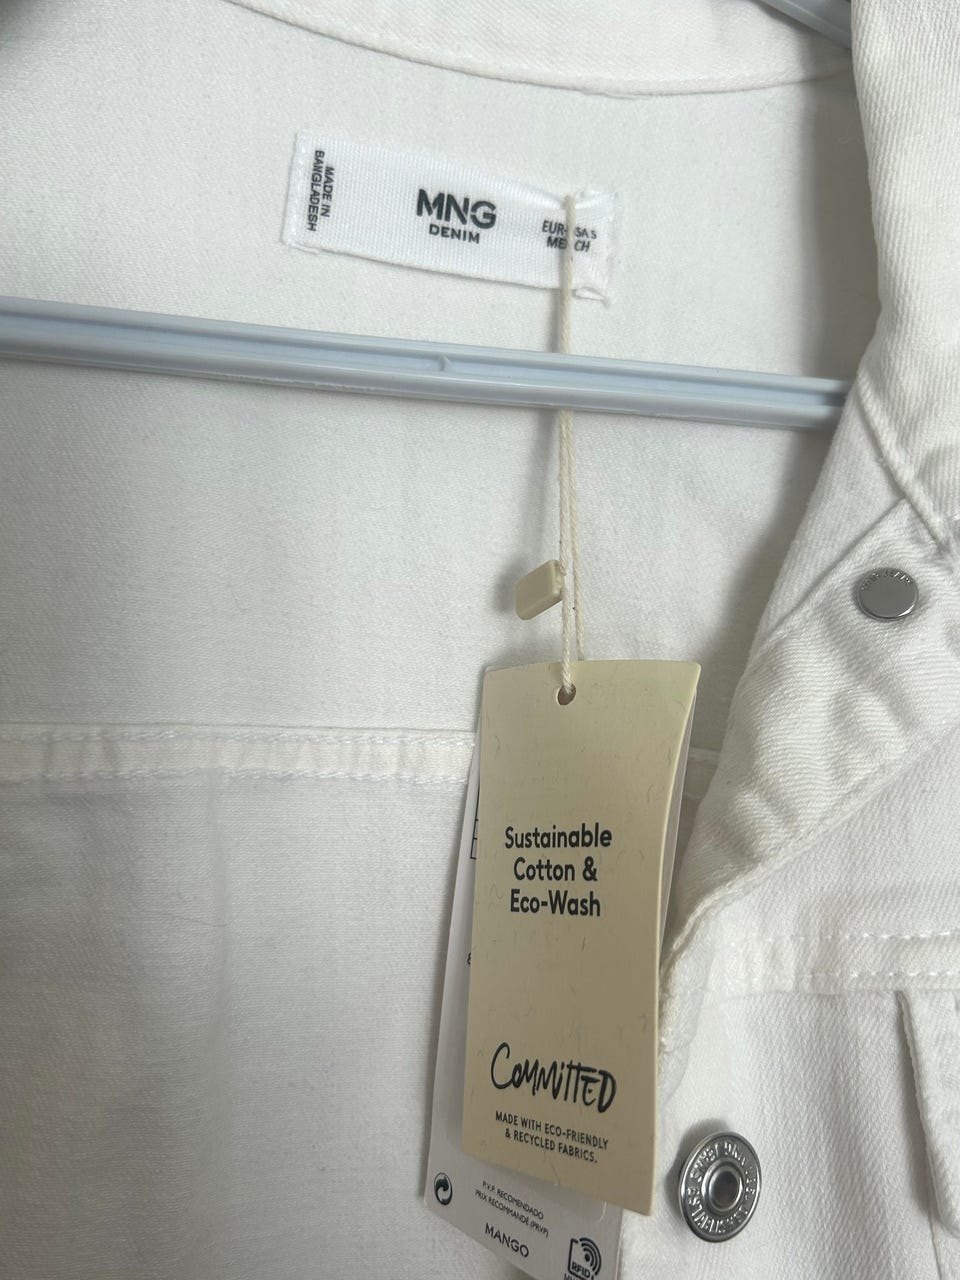 MADE IN
BANGLADESH
MNG
DENIM
EUR
Sustainable
Cotton &
Eco-Wash
COMMITTED
MADE WITH ECO-FRIENDLY
& RECYCLED FABRICS.
P.V.P. RECOMENDADO
PRIX RECOMMANDÉ (PRVP)
MANGO
RFID